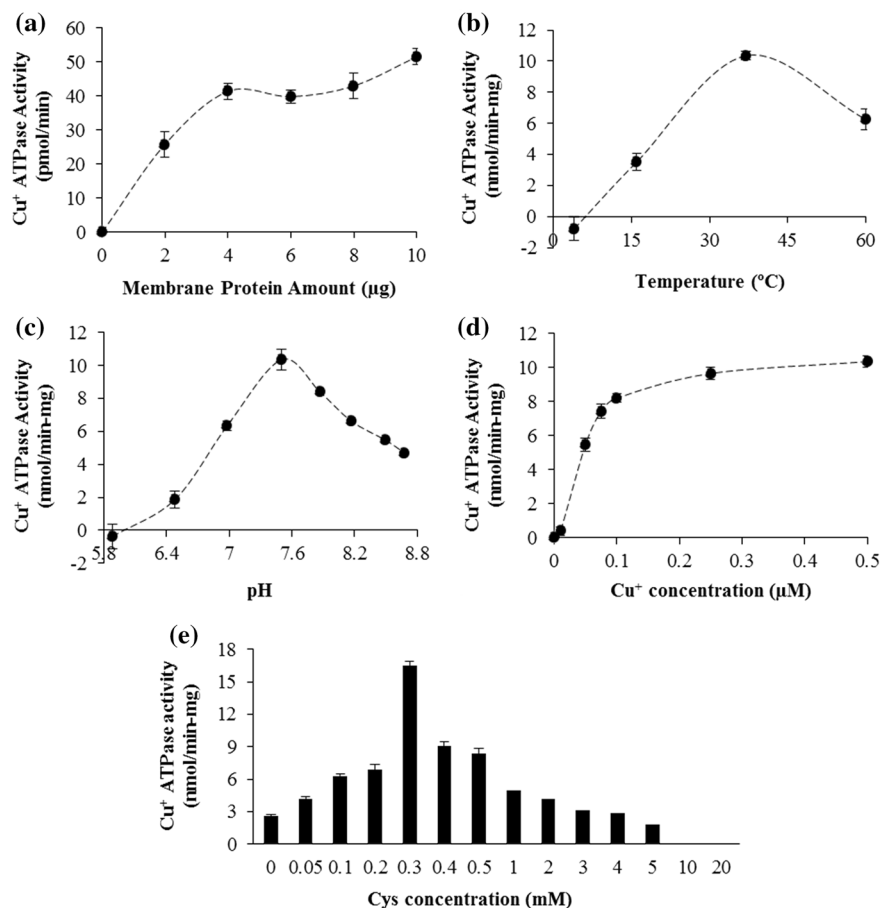 (a)
Cu⁺ ATPase Activity
(pmol/min)
60
50
40
30
20
10
0
0 2 4 6 8 10
Membrane Protein Amount (µg)
(b)
Cu⁺ ATPase Activity
(nmol/min-mg)
12
10
8
6
4
2
0
-2
0 15 30 45 60
Temperature (ºC)
(c)
Cu⁺ ATPase Activity
(nmol/min-mg)
12
10
8
6
4
2
0
-2
5.8 6.4 7 7.6 8.2 8.8
pH
(d)
Cu⁺ ATPase Activity
(nmol/min-mg)
12
10
8
6
4
2
0
0 0.1 0.2 0.3 0.4 0.5
Cu⁺ concentration (µM)
(e)
Cu⁺ ATPase activity
(nmol/min-mg)
18
15
12
9
6
3
0
0 0.05 0.1 0.2 0.3 0.4 0.5 1 2 3 4 5 10 20
Cys concentration (mM)